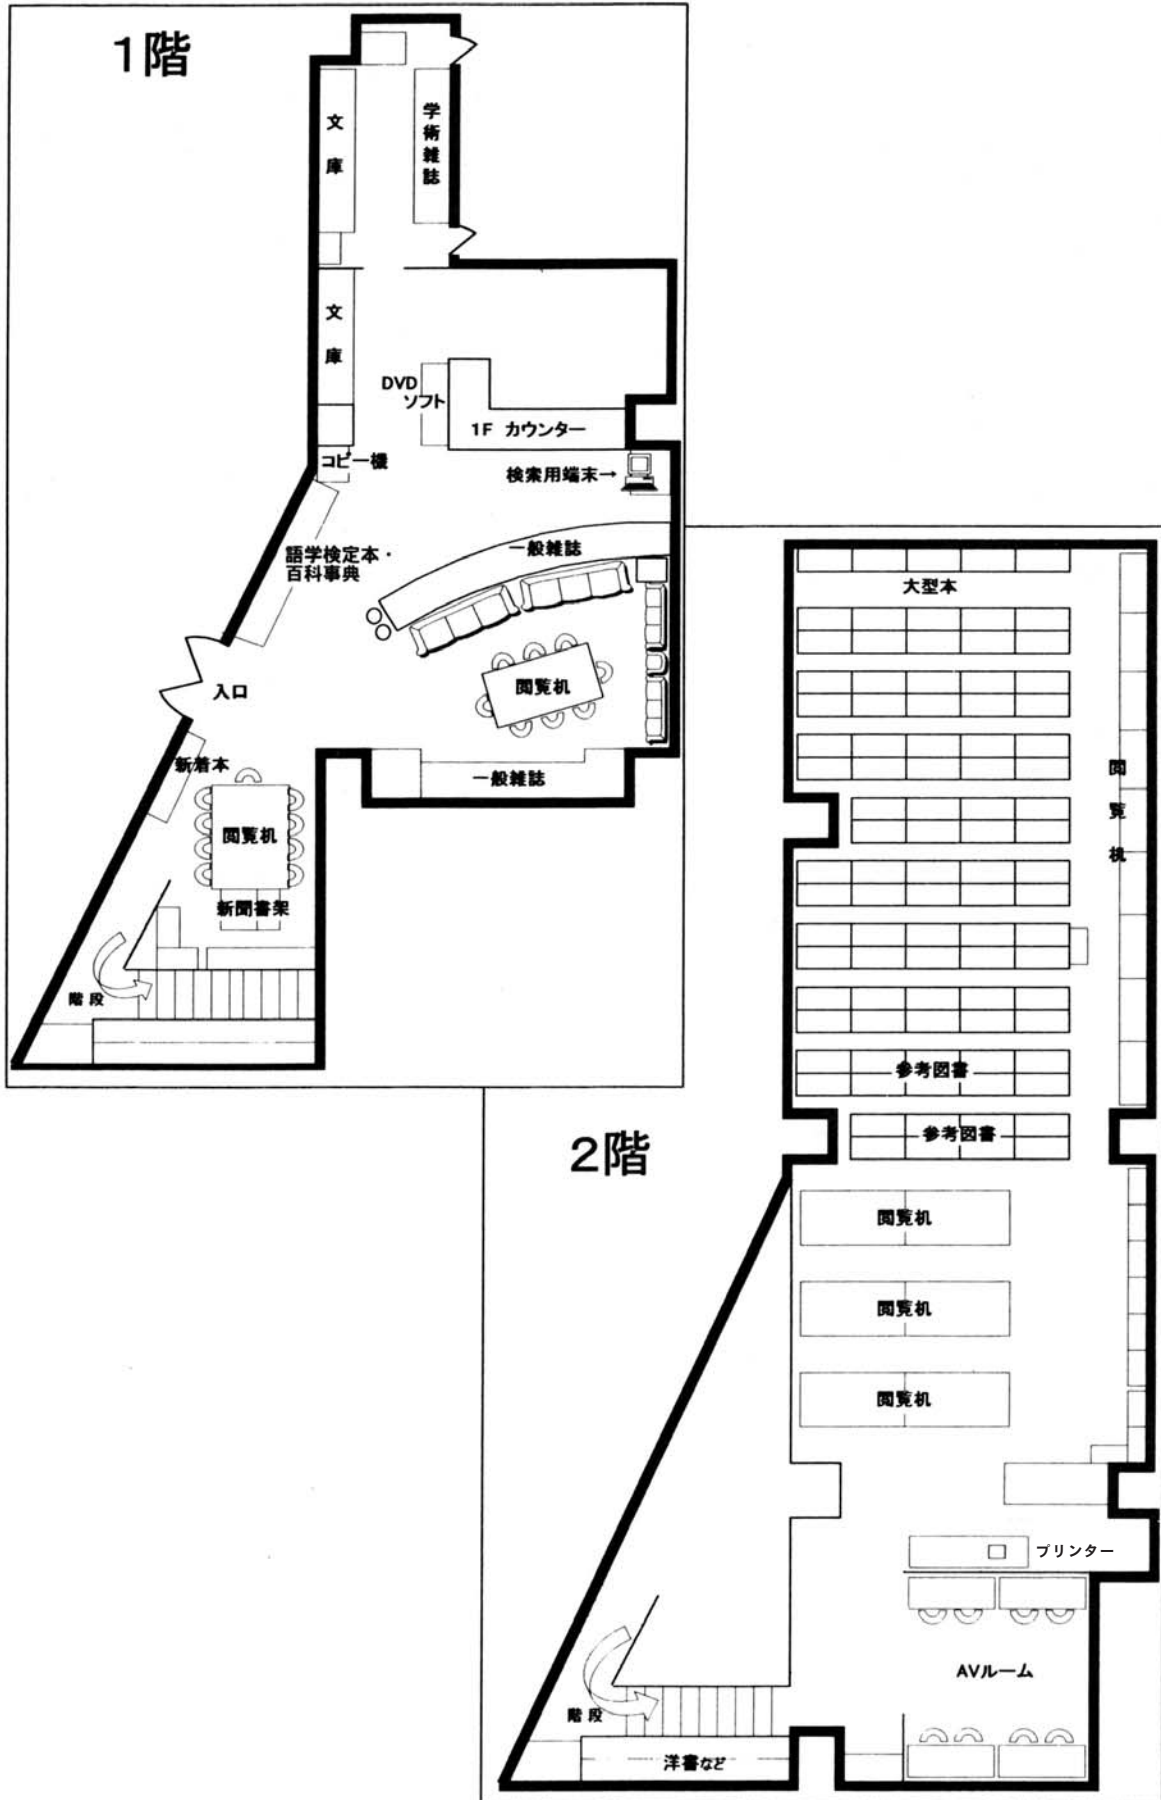 1階
文庫
学術雑誌
文庫
DVD
ソフト
1F カウンター
コピー機
検索用端末→
一般雑誌
語学検定本・
百科事典
閲覧机
入口
新着本
一般雑誌
閲覧机
新聞書架
階段
2階
大型本
閲覧机
参考図書
参考図書
閲覧机
閲覧机
閲覧机
プリンター
AVルーム
階段
洋書など